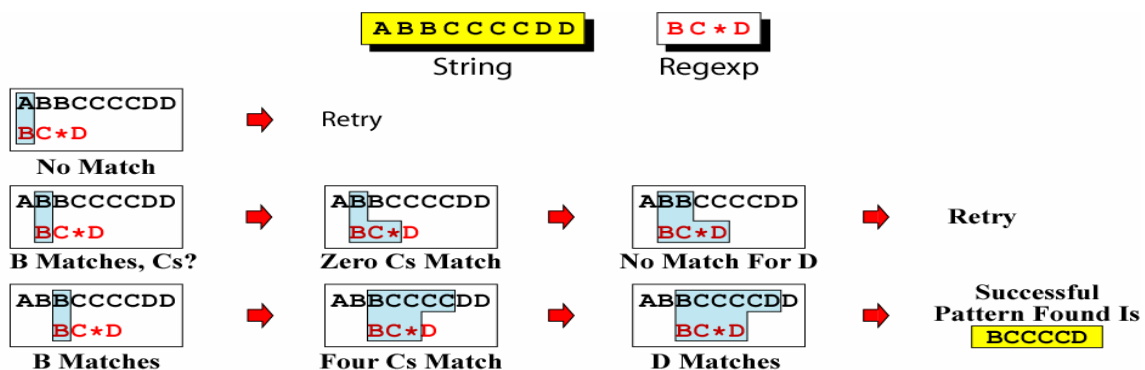 A B B C C C C D D
B C * D
String
Regexp
ABBCCCCDD
BC*D
Retry
No Match
ABBCCCCDD
BC*D
ABBCCCCDD
BC*D
ABBCCCCDD
BC*D
Retry
B Matches, Cs?
Zero Cs Match
No Match For D
ABBCCCCDD
BC*D
ABBCCCCDD
BC*D
ABBCCCCDD
BC*D
Successful
Pattern Found Is
BCCCCD
B Matches
Four Cs Match
D Matches